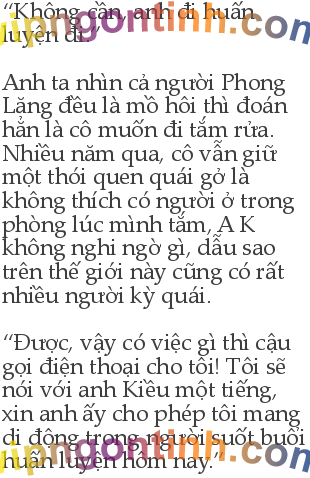 “Không cần, anh đi huấn
luyện đi.”
Anh ta nhìn cả người Phong
Lăng đều là mồ hôi thì đoán
hẳn là cô muốn đi tắm rửa.
Nhiều năm qua, cô vẫn giữ
một thói quen quái gở là
không thích có người ở trong
phòng lúc mình tắm, A K
không nghi ngờ gì, dẫu sao
trên thế giới này cũng có rất
nhiều người kỳ quái.
“Được, vậy có việc gì thì cậu
gọi điện thoại cho tôi! Tôi sẽ
nói với anh Kiều một tiếng,
xin anh ấy cho phép tôi mang
di động trong người suốt buổi
huấn luyện hôm nay.”
vipngontinh.com
vipngontinh.com